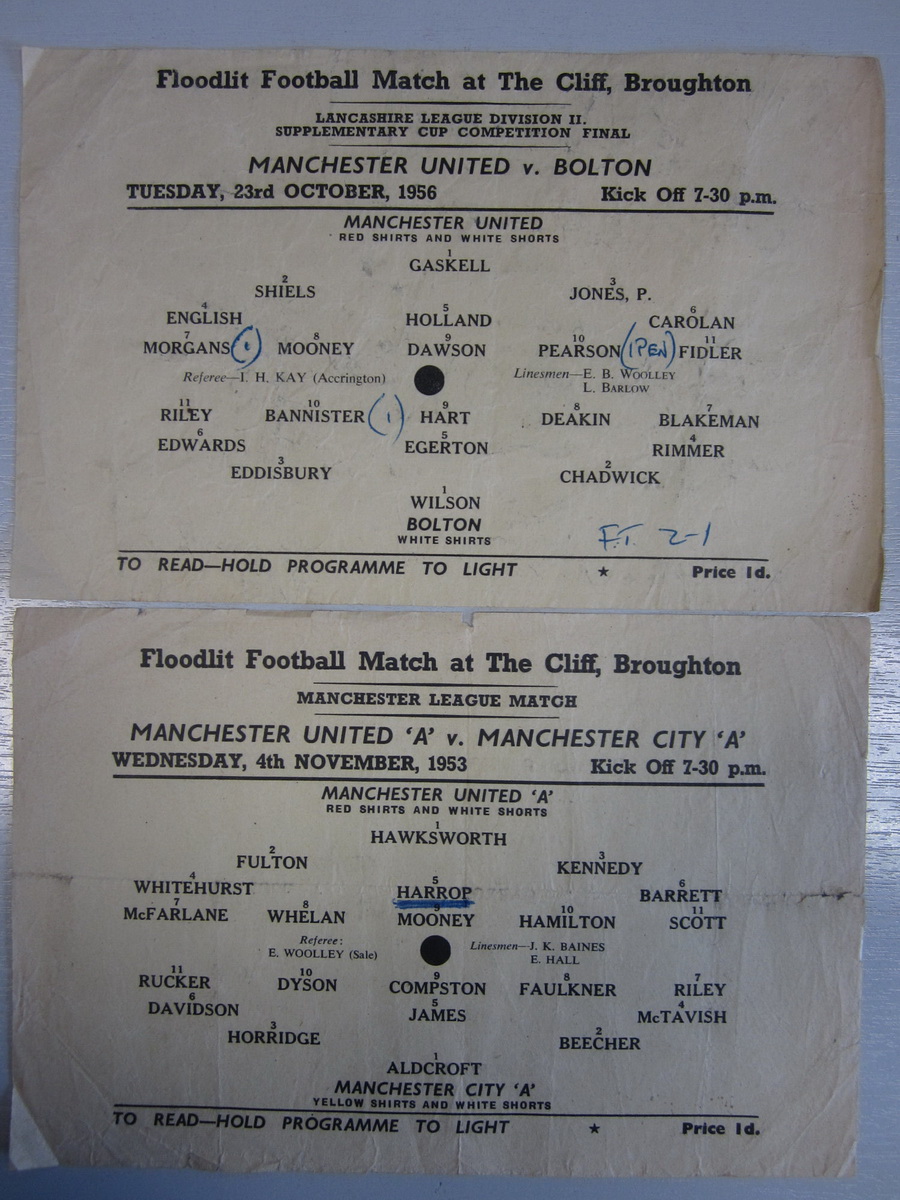 Floodlit Football Match at The Cliff, Broughton
LANCASHIRE LEAGUE DIVISION II.
SUPPLEMENTARY CUP COMPETITION FINAL
MANCHESTER UNITED v. BOLTON
TUESDAY, 23rd OCTOBER, 1956 Kick Off 7-30 p.m.
MANCHESTER UNITED
RED SHIRTS AND WHITE SHORTS
1
GASKELL
2 3
SHIELS JONES, P.
4 5 6
ENGLISH HOLLAND CAROLAN
7 8 9 10 11
MORGANS (1) MOONEY DAWSON PEARSON (1PEN) FIDLER
Referee—I. H. KAY (Accrington) Linesmen—E. B. WOOLLEY
L. BARLOW
11 10 9 8 7
RILEY BANNISTER (1) HART DEAKIN BLAKEMAN
6 5 4
EDWARDS EGERTON RIMMER
3 2
EDDISBURY CHADWICK
1
WILSON
BOLTON
WHITE SHIRTS
F.T. 2-1
TO READ—HOLD PROGRAMME TO LIGHT ★ Price 1d.
Floodlit Football Match at The Cliff, Broughton
MANCHESTER LEAGUE MATCH
MANCHESTER UNITED 'A' v. MANCHESTER CITY 'A'
WEDNESDAY, 4th NOVEMBER, 1953 Kick Off 7-30 p.m.
MANCHESTER UNITED 'A'
RED SHIRTS AND WHITE SHORTS
1
HAWKSWORTH
2 3
FULTON KENNEDY
4 5 6
WHITEHURST HARROP BARRETT
7 8 9 10 11
McFARLANE WHELAN MOONEY HAMILTON SCOTT
Referee: Linesmen—J. K. BAINES
E. WOOLLEY (Sale) E. HALL
11 10 9 8 7
RUCKER DYSON COMPSTON FAULKNER RILEY
6 5 4
DAVIDSON JAMES McTAVISH
3 2
HORRIDGE BEECHER
1
ALDCROFT
MANCHESTER CITY 'A'
YELLOW SHIRTS AND WHITE SHORTS
TO READ—HOLD PROGRAMME TO LIGHT ★ Price 1d.